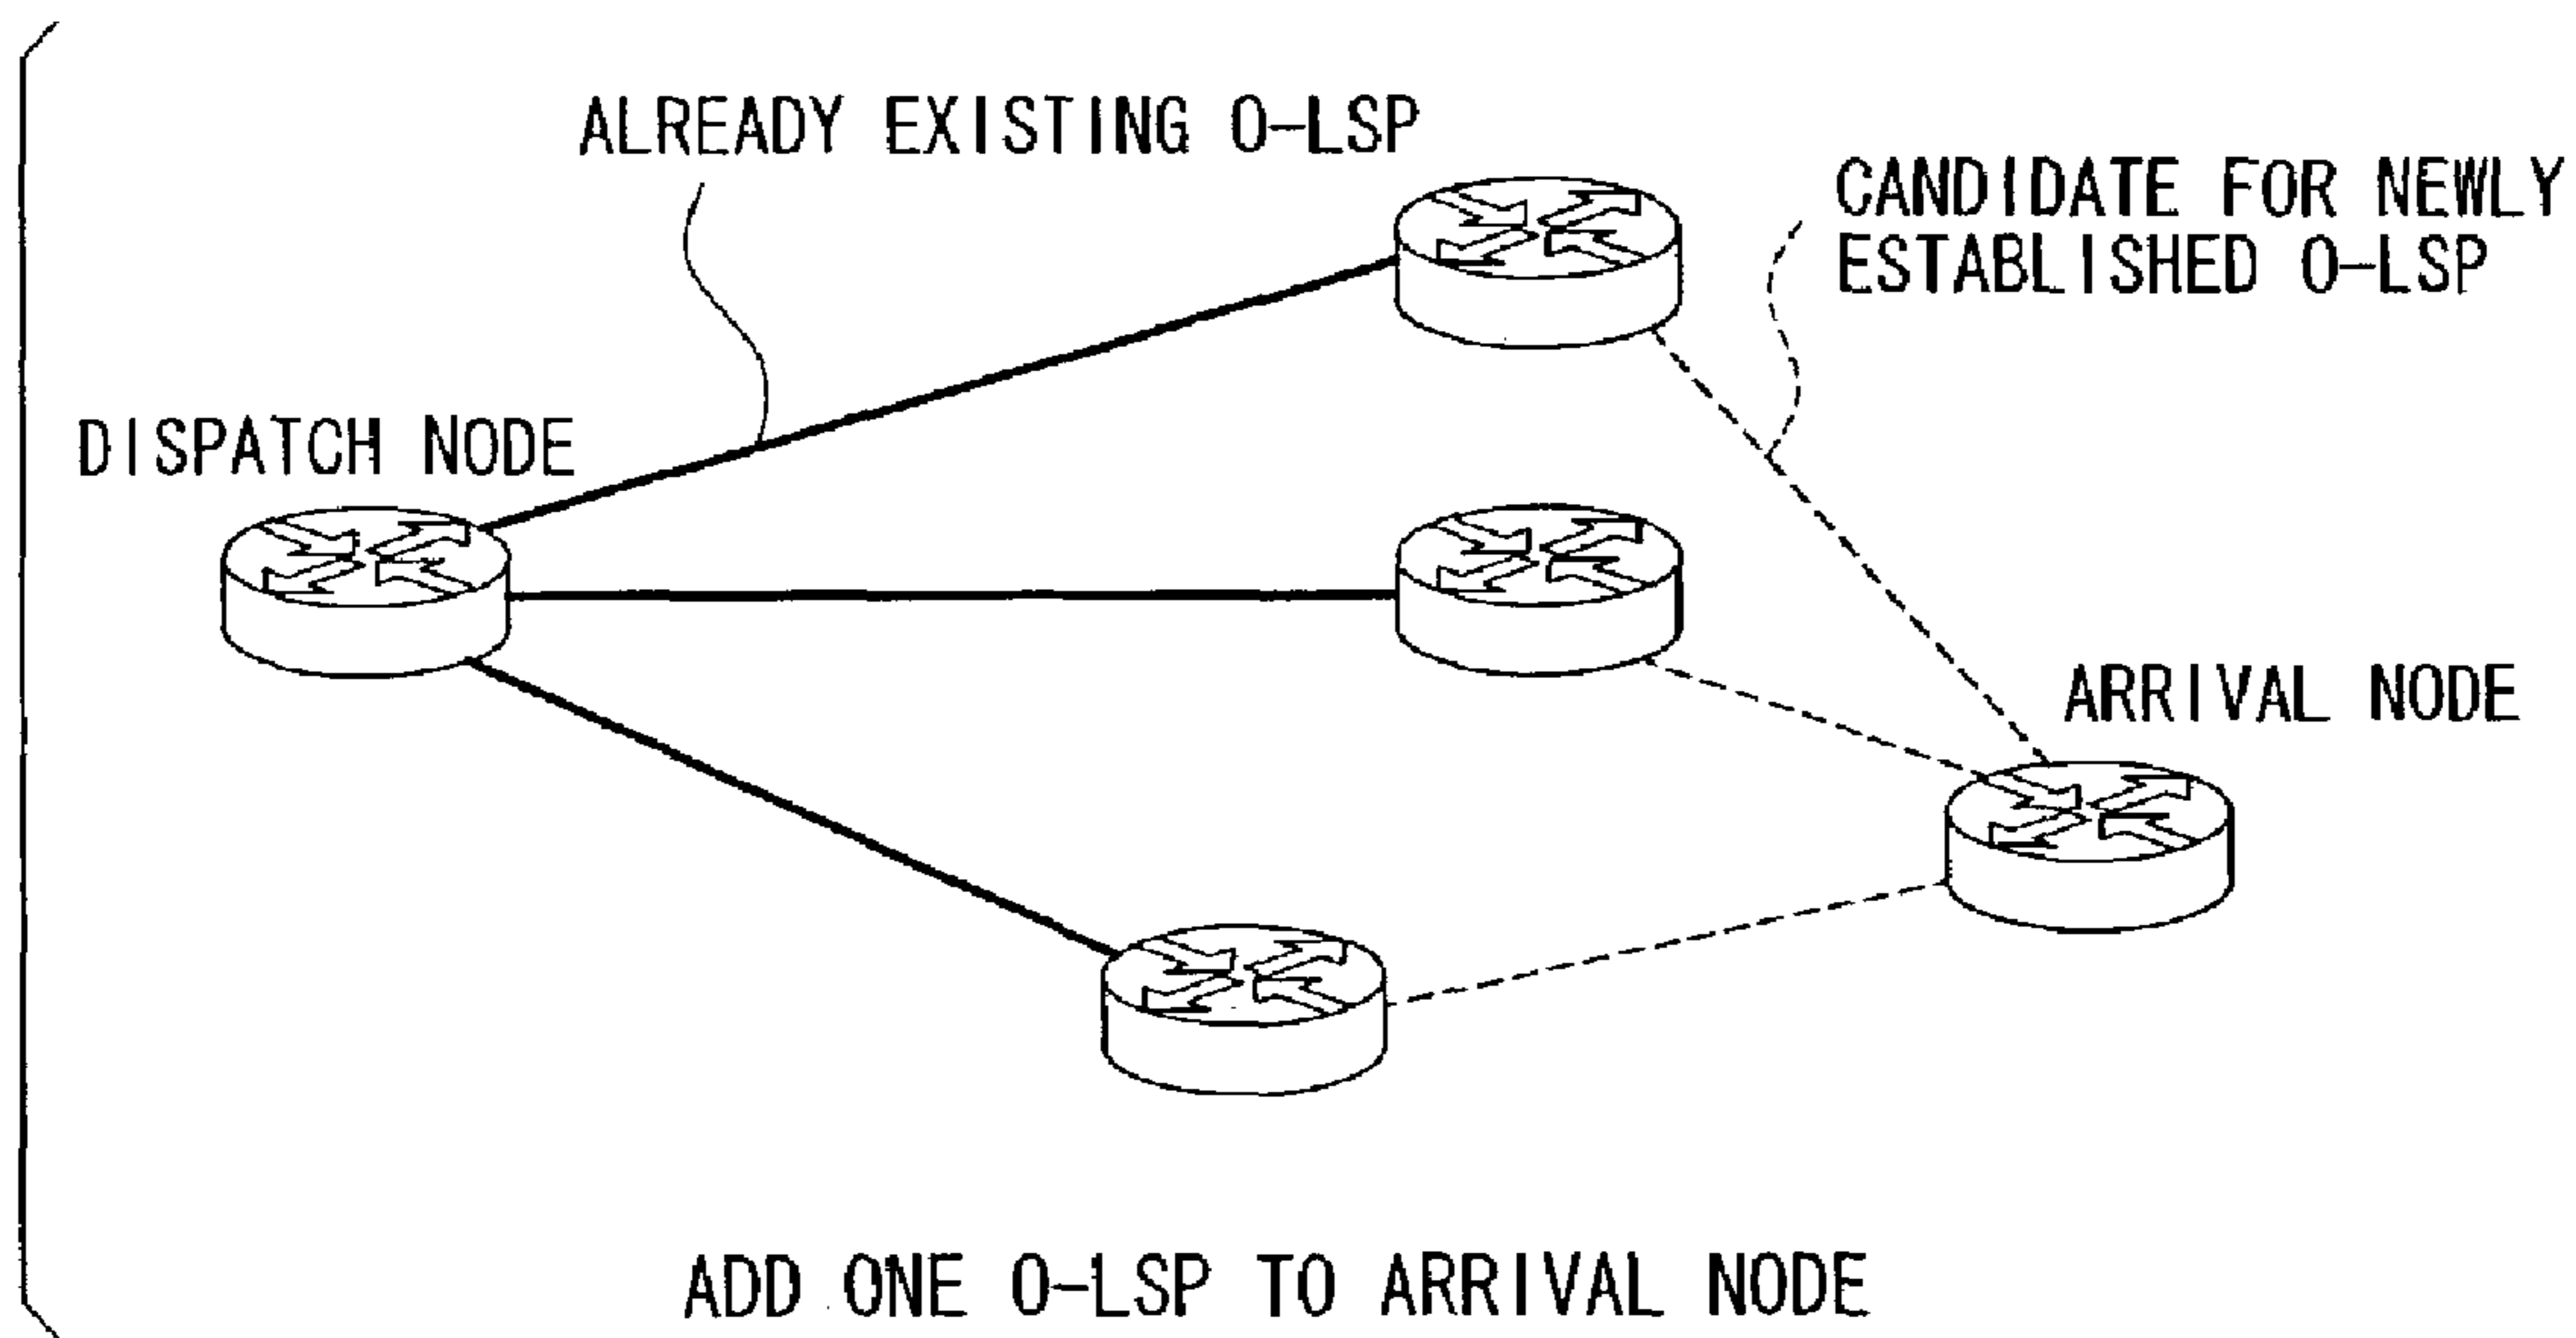 ALREADY EXISTING O-LSP
CANDIDATE FOR NEWLY
ESTABLISHED O-LSP
DISPATCH NODE
ARRIVAL NODE
ADD ONE O-LSP TO ARRIVAL NODE